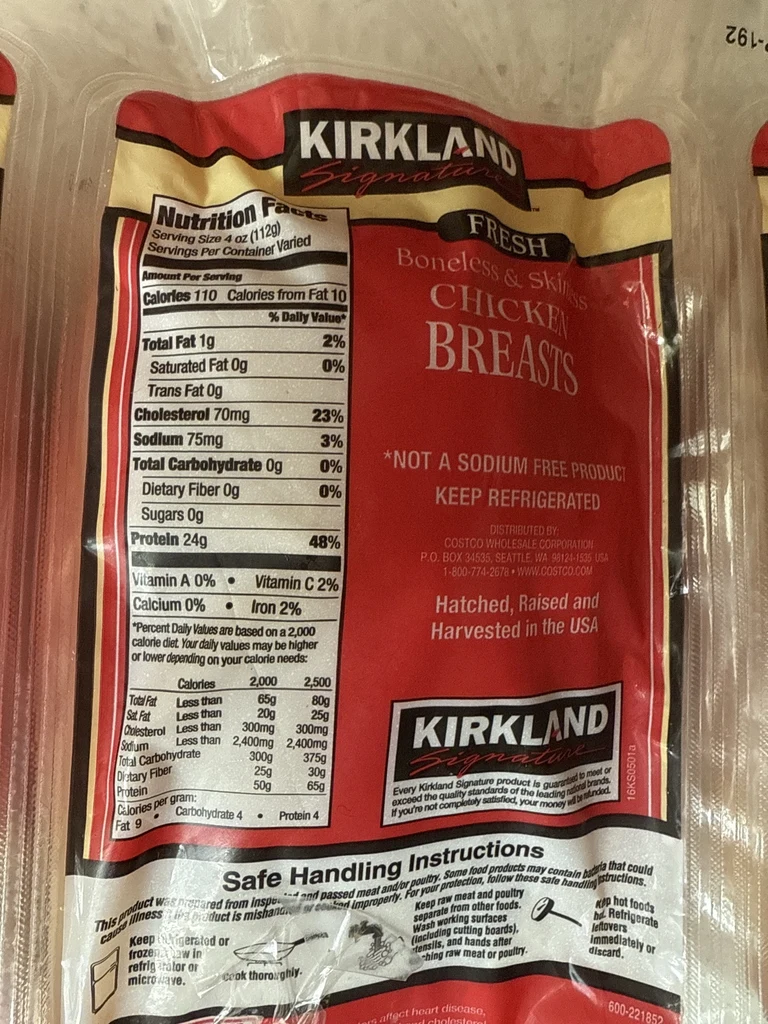 P-192
KIRKLAND
Signature
™
FRESH
Boneless & Skinless
CHICKEN
BREASTS
*NOT A SODIUM FREE PRODUCT
KEEP REFRIGERATED
DISTRIBUTED BY:
COSTCO WHOLESALE CORPORATION
P.O. BOX 34535, SEATTLE, WA 98124-1535 USA
1-800-774-2678 • WWW.COSTCO.COM
Hatched, Raised and
Harvested in the USA
Nutrition Facts
Serving Size 4 oz (112g)
Servings Per Container Varied
Amount Per Serving
Calories 110 Calories from Fat 10
% Daily Value*
Total Fat 1g 2%
Saturated Fat 0g 0%
Trans Fat 0g
Cholesterol 70mg 23%
Sodium 75mg 3%
Total Carbohydrate 0g 0%
Dietary Fiber 0g 0%
Sugars 0g
Protein 24g 48%
Vitamin A 0% • Vitamin C 2%
Calcium 0% • Iron 2%
*Percent Daily Values are based on a 2,000
calorie diet. Your daily values may be higher
or lower depending on your calorie needs:
Calories 2,000 2,500
Total Fat Less than 65g 80g
Sat Fat Less than 20g 25g
Cholesterol Less than 300mg 300mg
Sodium Less than 2,400mg 2,400mg
Total Carbohydrate 300g 375g
Dietary Fiber 25g 30g
Protein 50g 65g
Calories per gram:
Fat 9 • Carbohydrate 4 • Protein 4
KIRKLAND
Signature
Every Kirkland Signature product is guaranteed to meet or
exceed the quality standards of the leading national brands.
If you're not completely satisfied, your money will be refunded.
16KS0501a
Safe Handling Instructions
This product was prepared from inspected and passed meat and/or poultry. Some food products may contain bacteria that could
cause illness product is mishandled or cooked improperly. For your protection, follow these safe handling instructions.
Keep refrigerated or
frozen. Thaw in
refrigerator or
microwave.
Cook thoroughly.
Keep raw meat and poultry
separate from other foods.
Wash working surfaces
(including cutting boards),
utensils, and hands after
touching raw meat or poultry.
Keep hot foods
hot. Refrigerate
leftovers
immediately or
discard.
affect heart disease,
cholesterol
600-221852